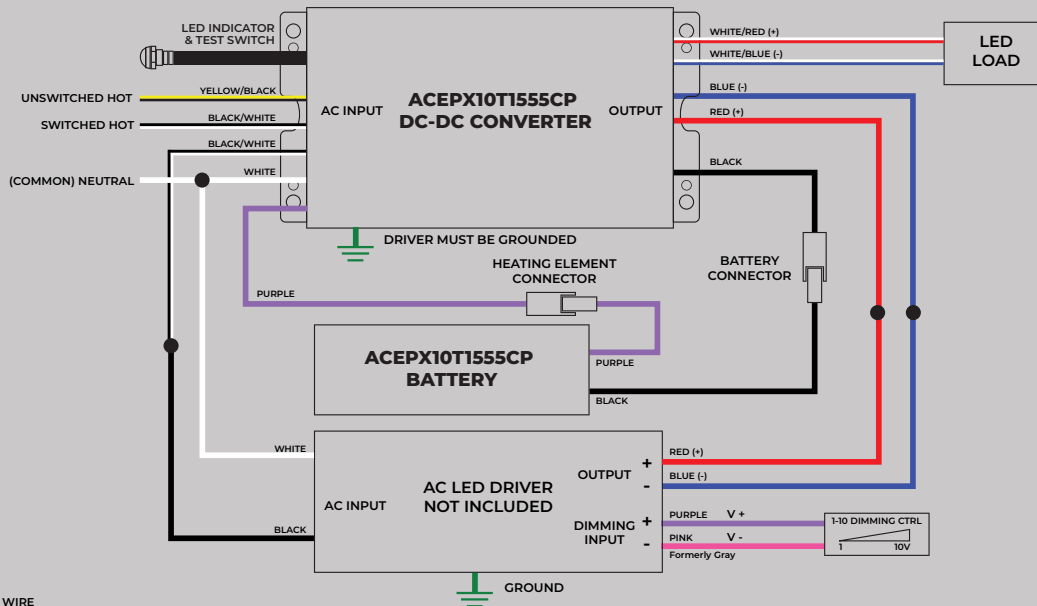 LED INDICATOR
& TEST SWITCH
UNSWITCHED HOT
YELLOW/BLACK
SWITCHED HOT
BLACK/WHITE
BLACK/WHITE
(COMMON) NEUTRAL
WHITE
AC INPUT
ACEPX10T1555CP
DC-DC CONVERTER
OUTPUT
WHITE/RED (+)
WHITE/BLUE (-)
LED
LOAD
BLUE (-)
RED (+)
BLACK
DRIVER MUST BE GROUNDED
HEATING ELEMENT
CONNECTOR
BATTERY
CONNECTOR
PURPLE
ACEPX10T1555CP
BATTERY
PURPLE
BLACK
WHITE
BLACK
AC INPUT
AC LED DRIVER
NOT INCLUDED
OUTPUT
+
-
RED (+)
BLUE (-)
DIMMING
INPUT
+
-
PURPLE V +
PINK V -
Formerly Gray
1-10 DIMMING CTRL
1 10V
GROUND
WIRE